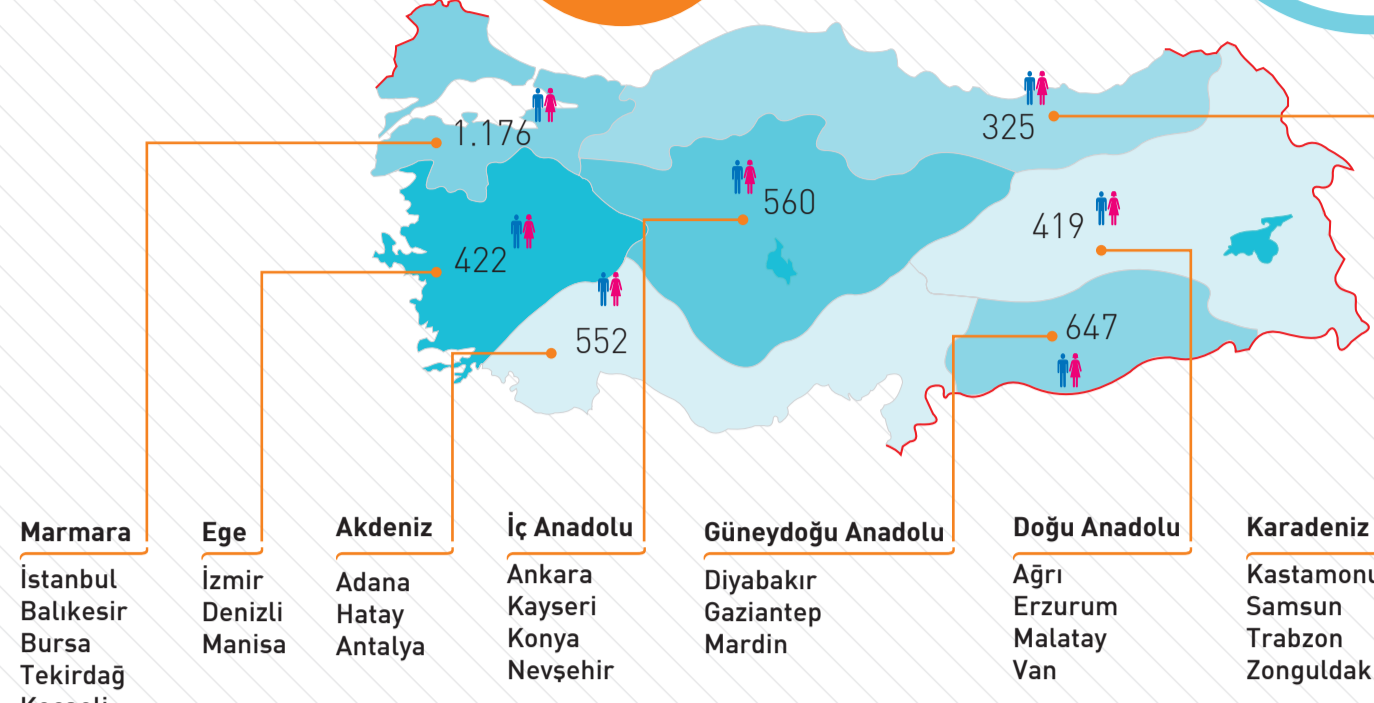 1.176
325
560
419
422
552
647
Marmara
İstanbul
Balıkesir
Bursa
Tekirdağ
Ege
İzmir
Denizli
Manisa
Akdeniz
Adana
Hatay
Antalya
İç Anadolu
Ankara
Kayseri
Konya
Nevşehir
Güneydoğu Anadolu
Diyabakır
Gaziantep
Mardin
Doğu Anadolu
Ağrı
Erzurum
Malatay
Van
Karadeniz
Kastamonu
Samsun
Trabzon
Zonguldak